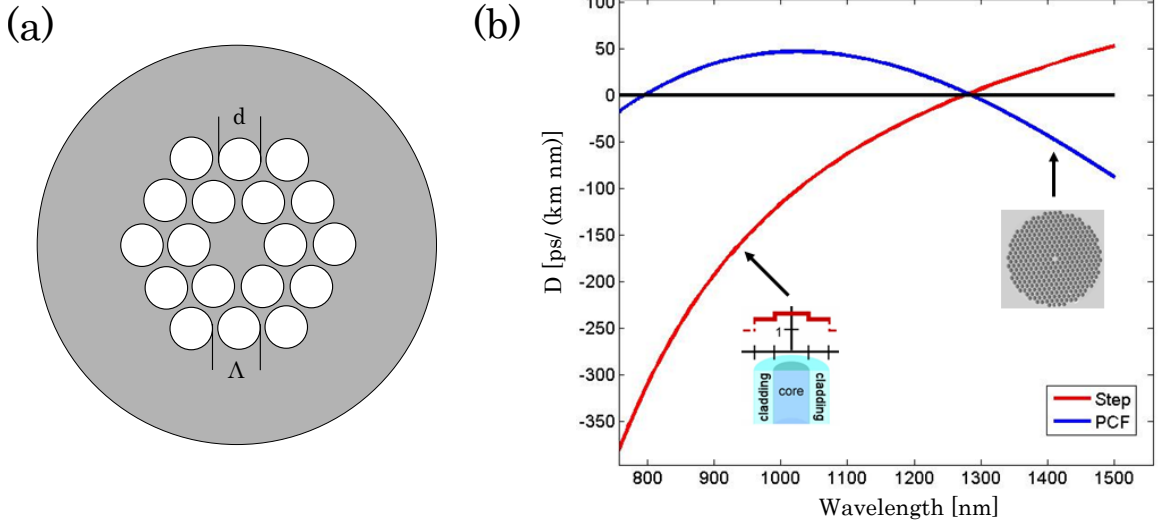 (a)
d
Λ
(b)
100
50
0
-50
-100
-150
-200
-250
-300
-350
D [ps/ (km nm)]
800
900
1000
1100
1200
1300
1400
1500
Wavelength [nm]
1
cladding
core
cladding
Step
PCF